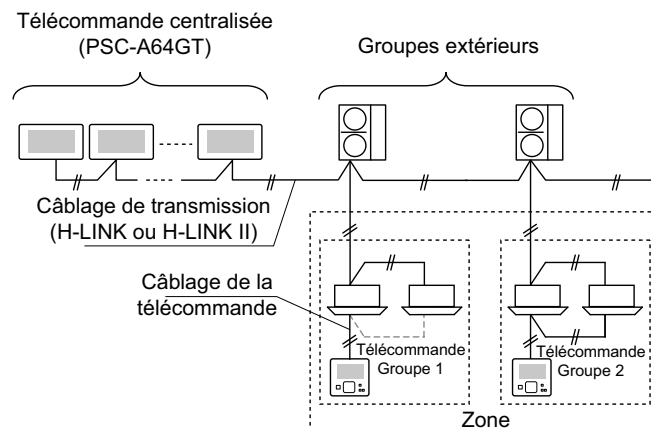 Télécommande centralisée
(PSC-A64GT)
Groupes extérieurs
Câblage de transmission
(H-LINK ou H-LINK II)
Câblage de la
télécommande
Télécommande
Groupe 1
Télécommande
Groupe 2
Zone